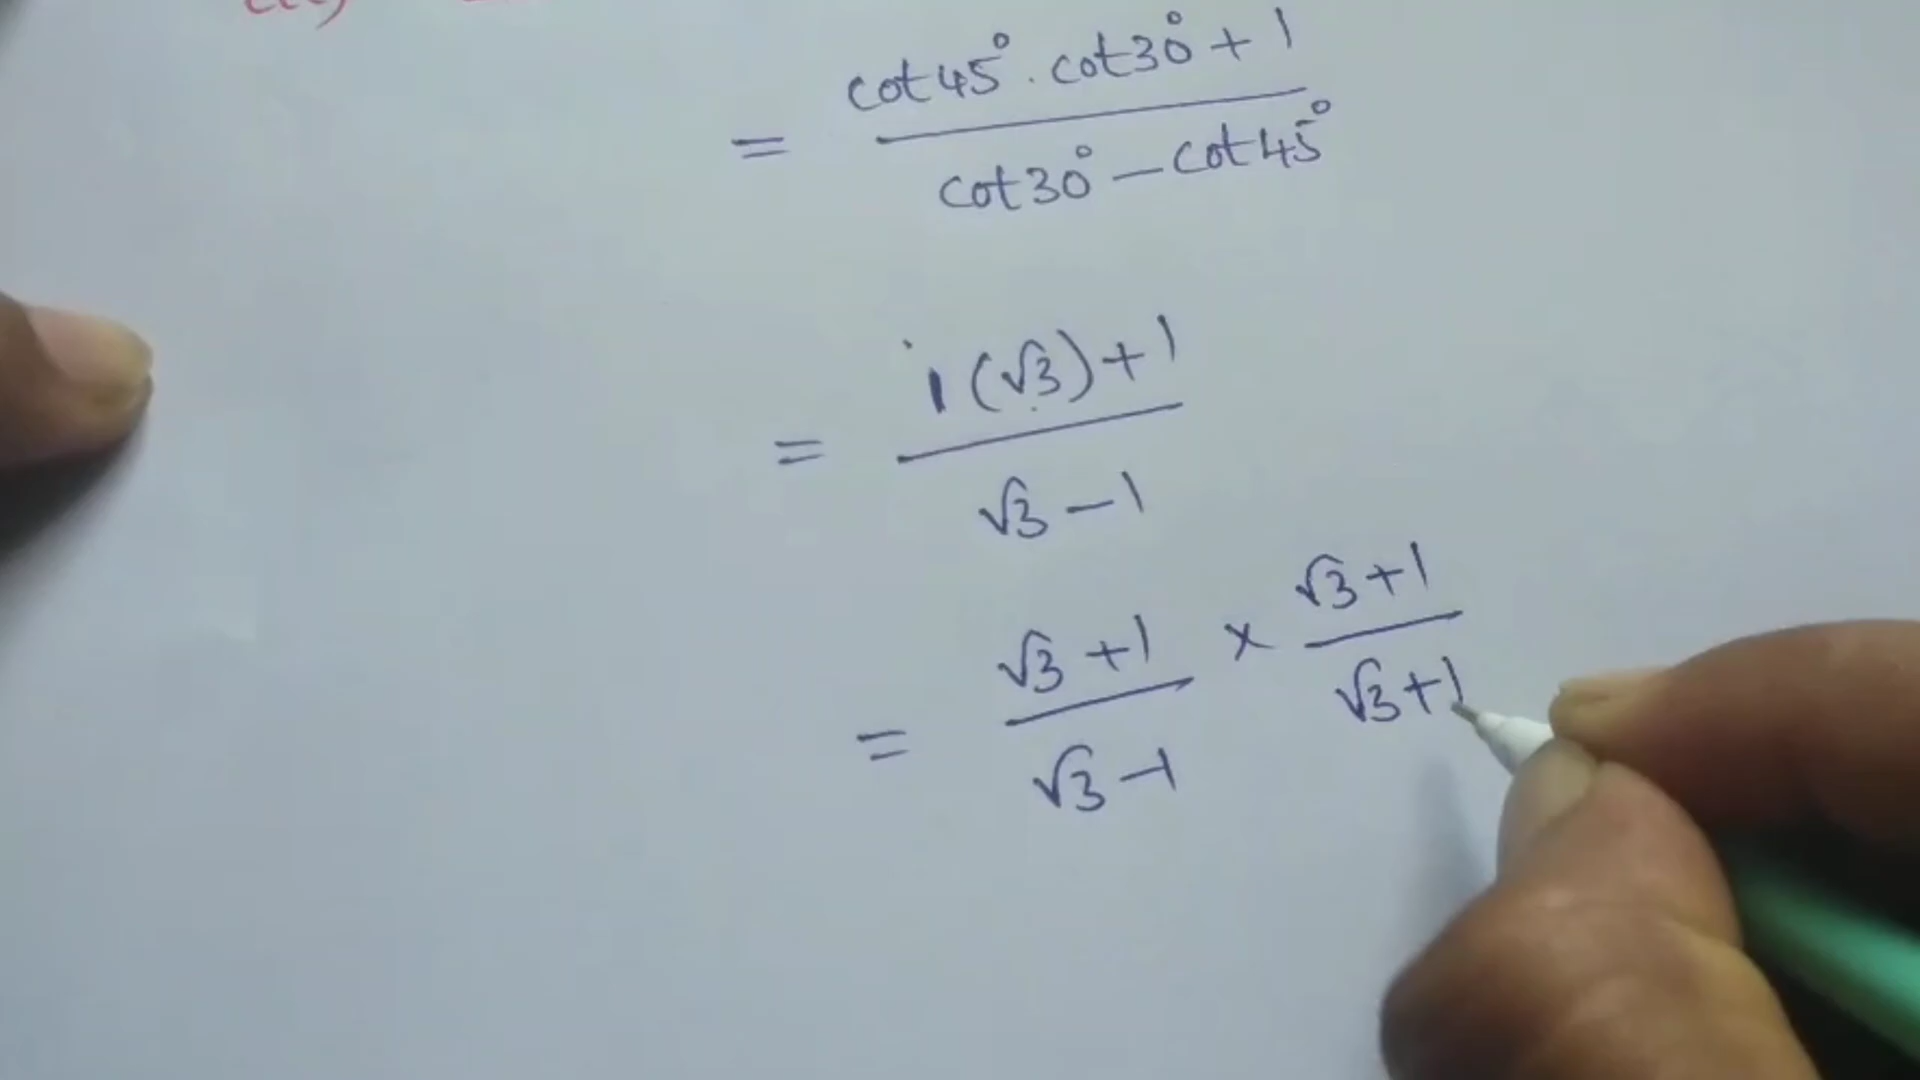 cot45° . cot30° + 1
=
cot30° − cot45°
1 (√3) + 1
=
√3 − 1
√3 + 1 × √3 + 1
= √3 + 1
√3 − 1